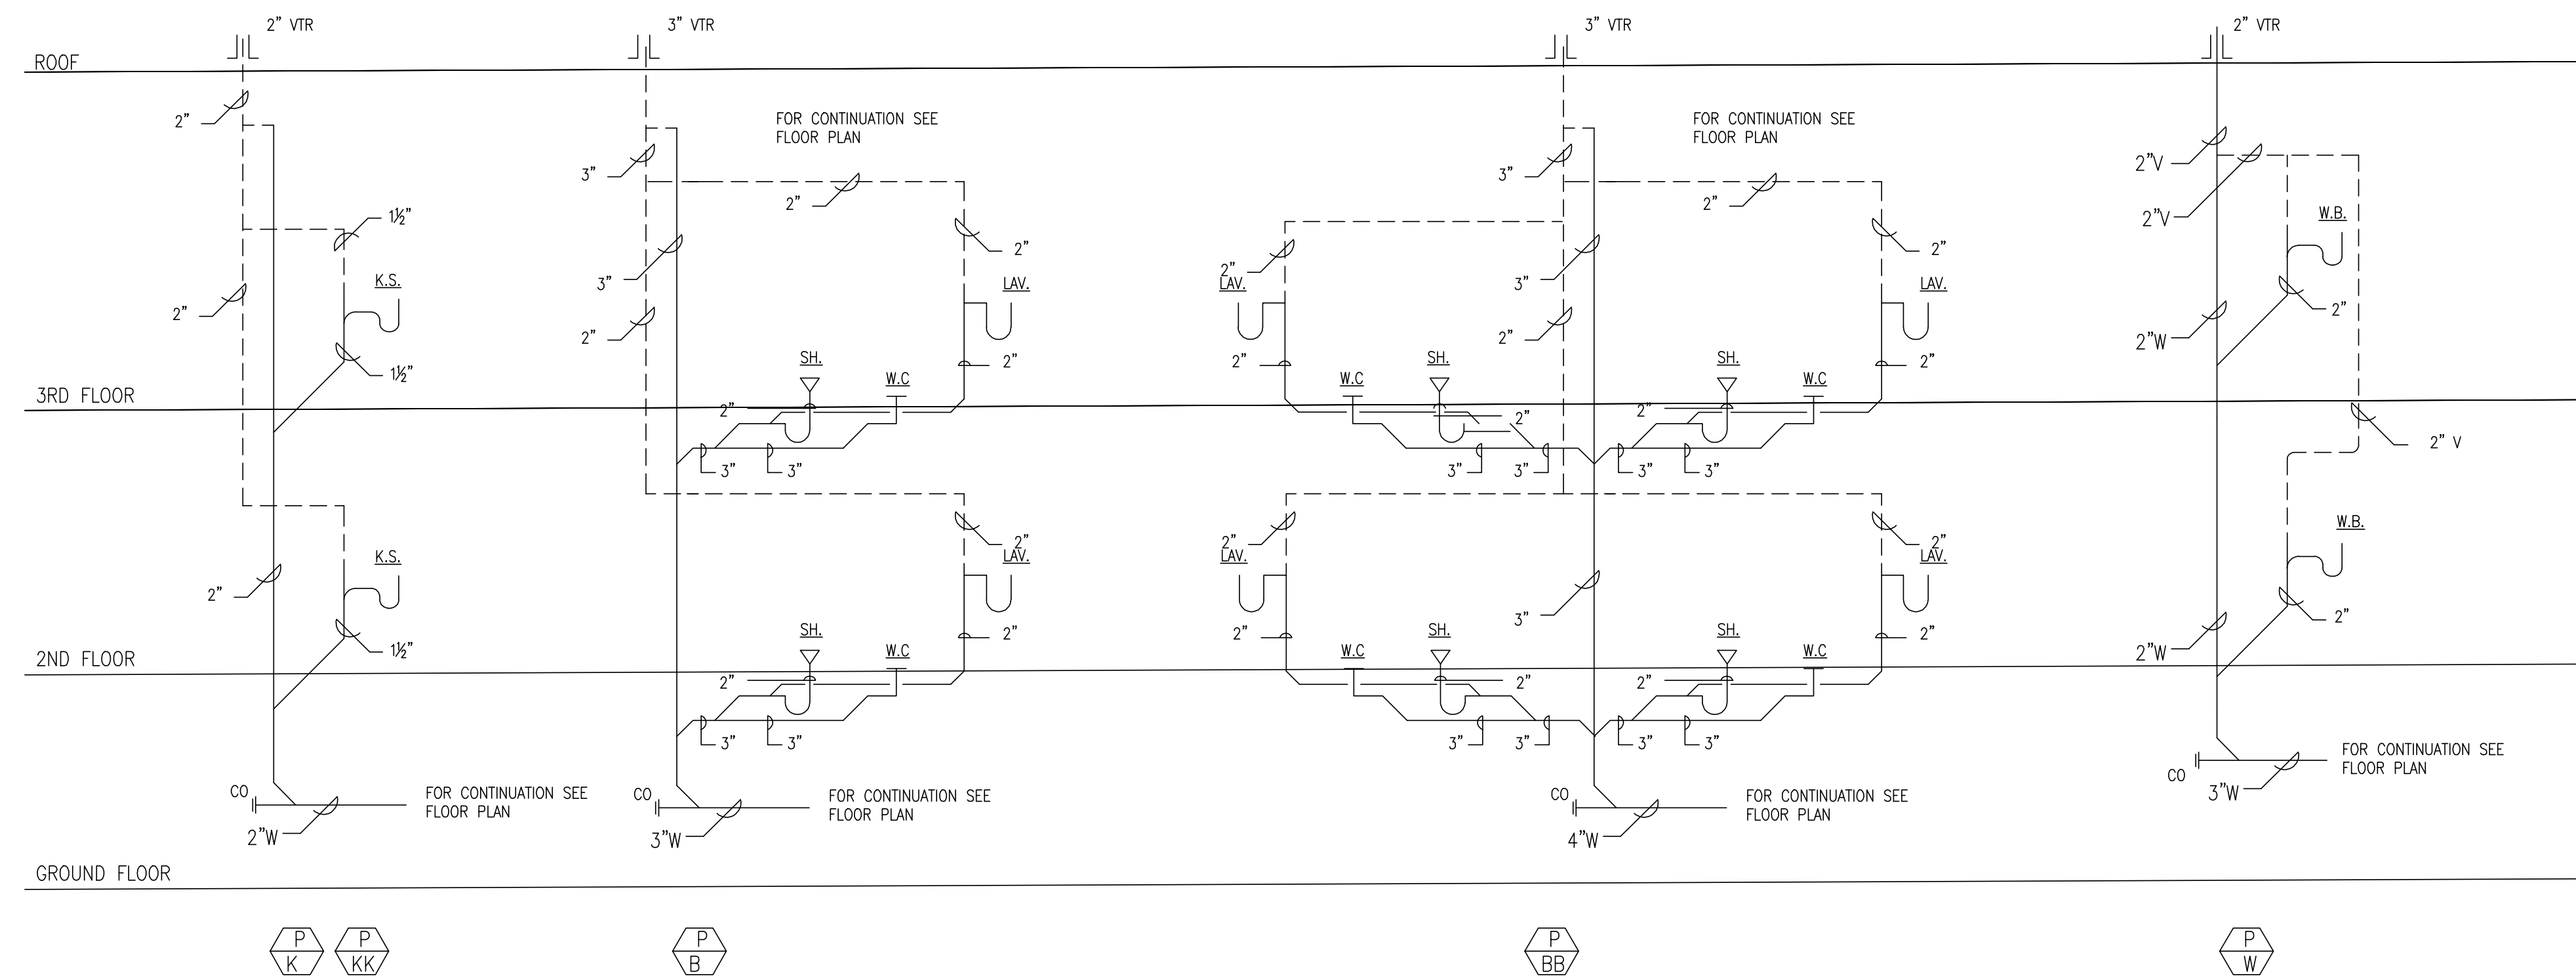 2" VTR
3" VTR
3" VTR
2" VTR
ROOF
FOR CONTINUATION SEE
FLOOR PLAN
FOR CONTINUATION SEE
FLOOR PLAN
2"
3"
3"
2"V
2"
2"
1½"
2"V
W.B.
2"
2"
2"
K.S.
3"
LAV.
2"
LAV.
3"
LAV.
2"
2"
2"
2"
2"W
1½"
SH.
W.C
2"
2"
W.C
SH.
SH.
W.C
2"
3RD FLOOR
2"
2"
2"
3"
3"
3"
3"
3"
3"
2" V
K.S.
2"
LAV.
2"
LAV.
2"
LAV.
W.B.
2"
3"
2"
1½"
SH.
W.C
2"
2"
W.C
SH.
SH.
W.C
2"
2"W
2ND FLOOR
2"
2"
2"
3"
3"
3"
3"
3"
3"
CO
FOR CONTINUATION SEE
FLOOR PLAN
2"W
CO
FOR CONTINUATION SEE
FLOOR PLAN
3"W
CO
FOR CONTINUATION SEE
FLOOR PLAN
4"W
CO
FOR CONTINUATION SEE
FLOOR PLAN
3"W
GROUND FLOOR
P
K
P
KK
P
B
P
BB
P
W